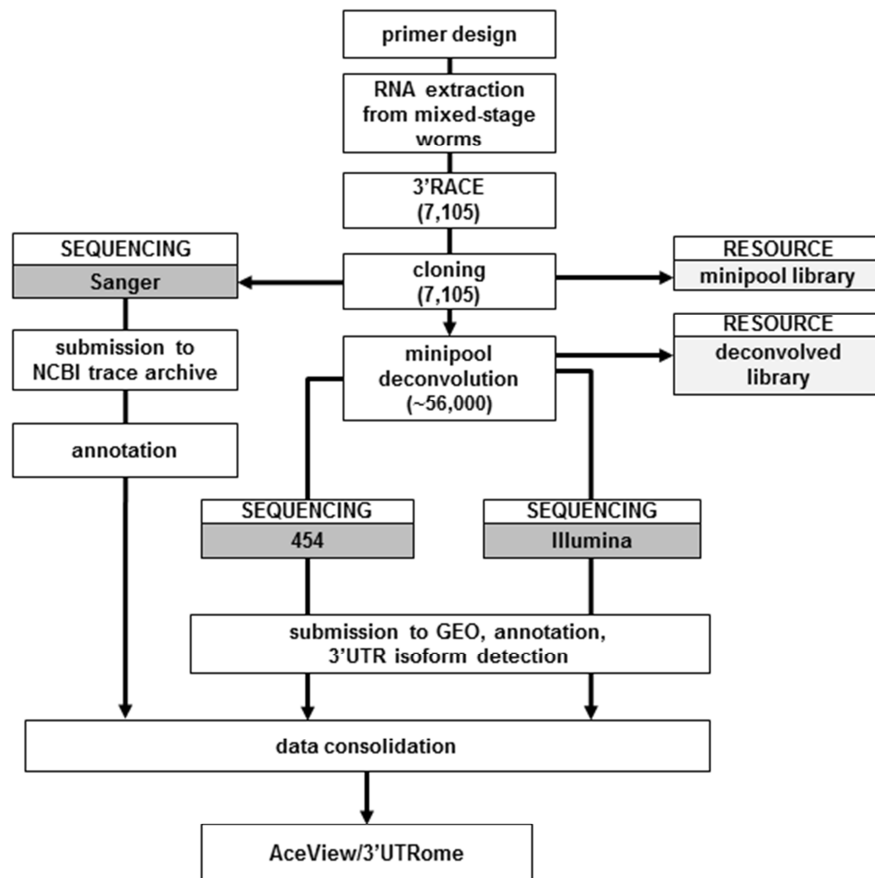 primer design
RNA extraction
from mixed-stage
worms
3'RACE
(7,105)
SEQUENCING
Sanger
cloning
(7,105)
RESOURCE
minipool library
submission to
NCBI trace archive
minipool
deconvolution
(~56,000)
RESOURCE
deconvolved
library
annotation
SEQUENCING
454
SEQUENCING
Illumina
submission to GEO, annotation,
3'UTR isoform detection
data consolidation
AceView/3'UTRome